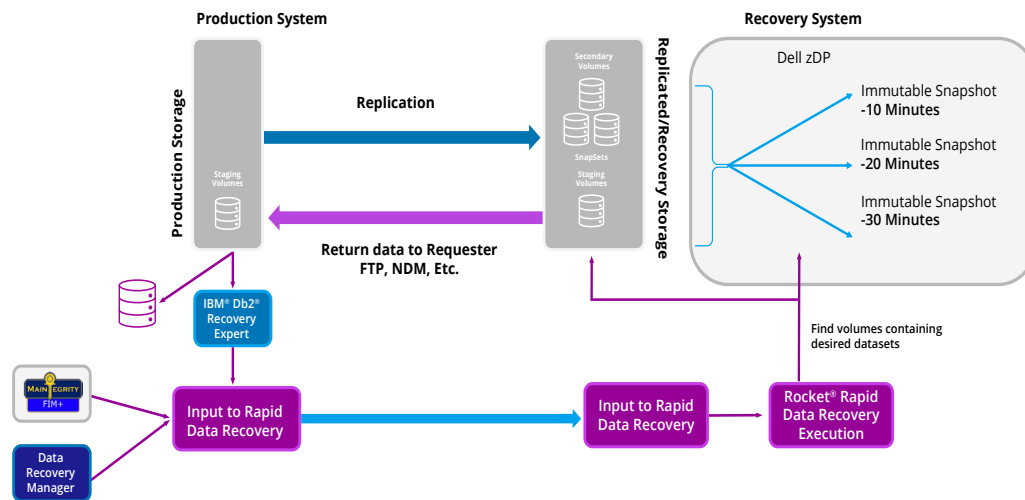 Production System
Recovery System
Production Storage
Staging
Volumes
Replication
Return data to Requester
FTP, NDM, Etc.
Secondary
Volumes
SnapSets
Staging
Volumes
Replicated/Recovery Storage
Dell zDP
Immutable Snapshot
-10 Minutes
Immutable Snapshot
-20 Minutes
Immutable Snapshot
-30 Minutes
IBM® Db2®
Recovery
Expert
Find volumes containing
desired datasets
MAINTEGRITY
FIM+
Data
Recovery
Manager
Input to Rapid
Data Recovery
Input to Rapid
Data Recovery
Rocket® Rapid
Data Recovery
Execution